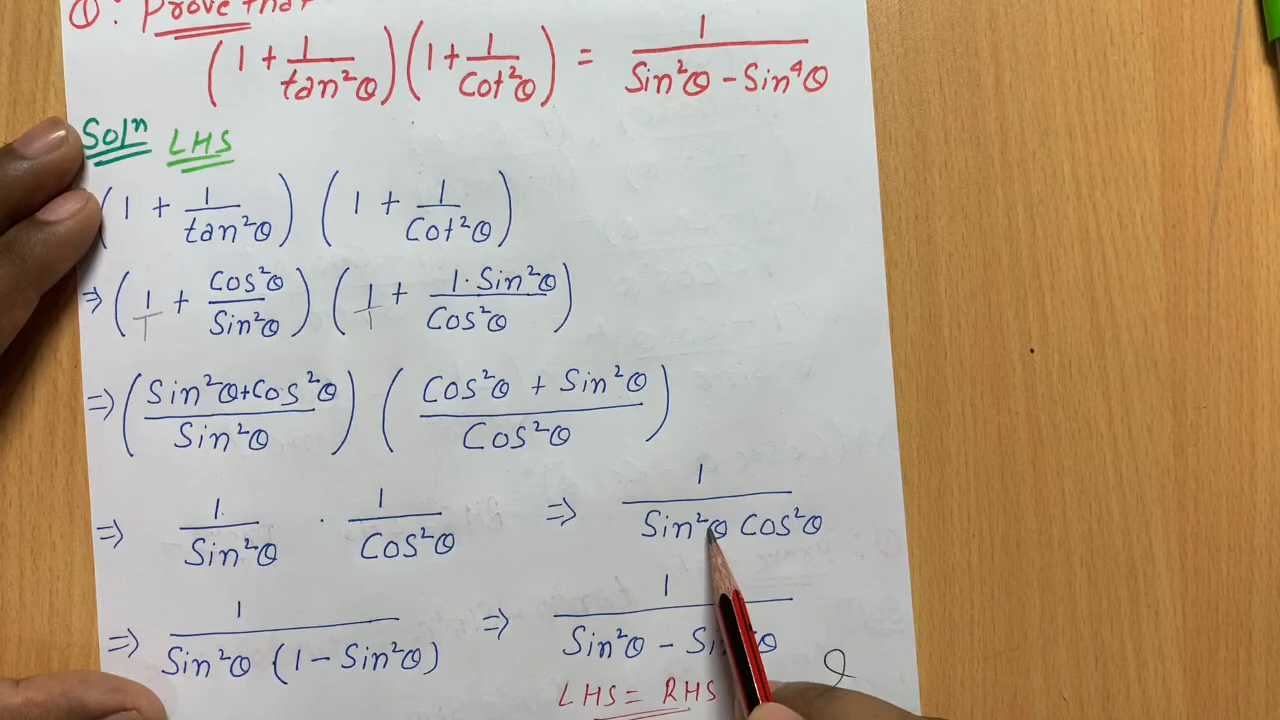 ①: Prove that
(1 + 1/tan²θ)(1 + 1/Cot²θ) = 1/(Sin²θ - Sin⁴θ)
Solⁿ LHS
(1 + 1/tan²θ) (1 + 1/Cot²θ)
⇒ (1/1 + Cos²θ/Sin²θ) (1/1 + 1·Sin²θ/Cos²θ)
⇒ ((Sin²θ+Cos²θ)/Sin²θ) ((Cos²θ + Sin²θ)/Cos²θ)
⇒ 1/Sin²θ · 1/Cos²θ ⇒ 1/(Sin²θ Cos²θ)
⇒ 1/(Sin²θ (1 - Sin²θ)) ⇒ 1/(Sin²θ - Si θ)
LHS = RHS